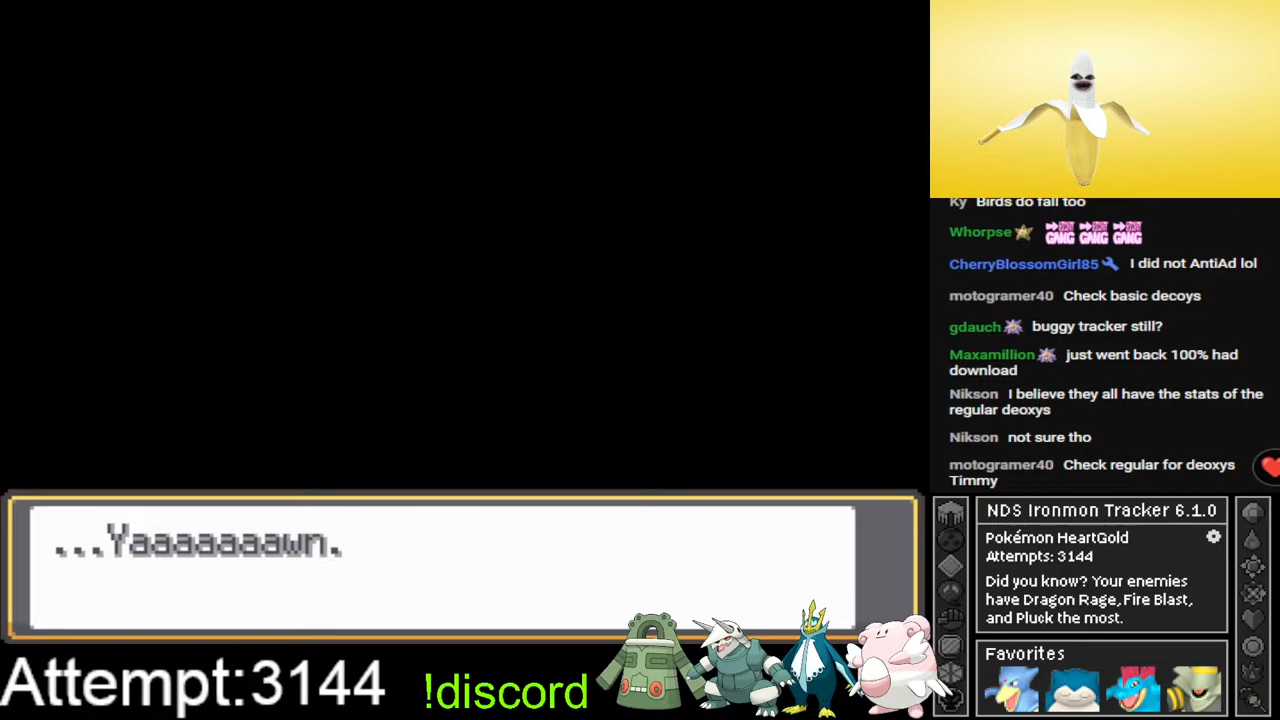 Ky Birds do fall too
Whorpse
CherryBlossomGirl85 I did not AntiAd lol
motogramer40 Check basic decoys
gdauch buggy tracker still?
Maxamillion just went back 100% had
download
Nikson I believe they all have the stats of the
regular deoxys
Nikson not sure tho
motogramer40 Check regular for deoxys
Timmy
...Yaaaaaaaawn.
NDS Ironmon Tracker 6.1.0
Pokémon HeartGold
Attempts: 3144
Did you know? Your enemies
have Dragon Rage, Fire Blast,
and Pluck the most.
Favorites
Attempt:3144
!discord